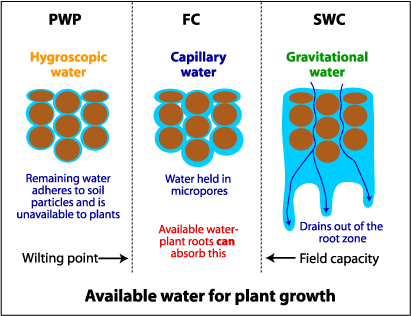 PWP
FC
SWC
Hygroscopic
water
Capillary
water
Gravitational
water
Remaining water
adheres to soil
particles and is
unavailable to plants
Water held in
micropores
Available water-
plant roots can
absorb this
Drains out of the
root zone
Wilting point
Field capacity
Available water for plant growth